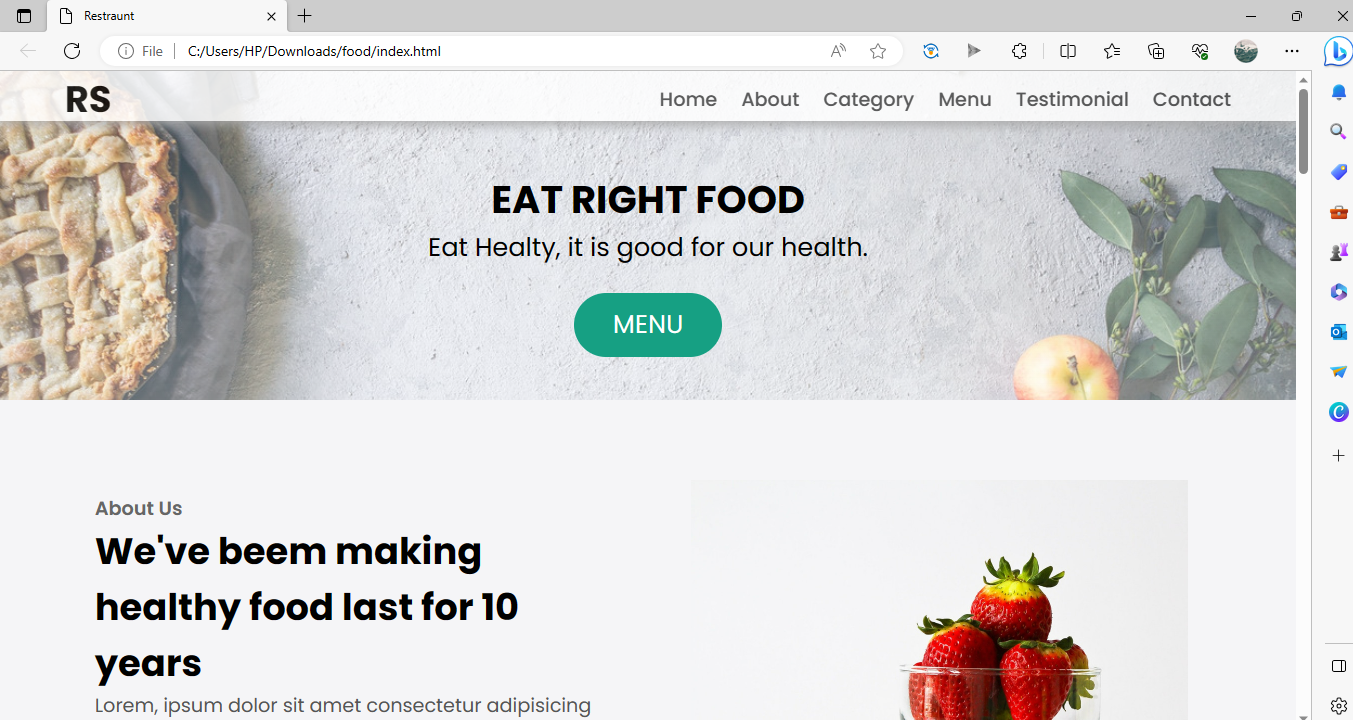 Restraunt
File
C:/Users/HP/Downloads/food/index.html
RS
Home About Category Menu Testimonial Contact
EAT RIGHT FOOD
Eat Healty, it is good for our health.
MENU
About Us
We've beem making
healthy food last for 10
years
Lorem, ipsum dolor sit amet consectetur adipisicing